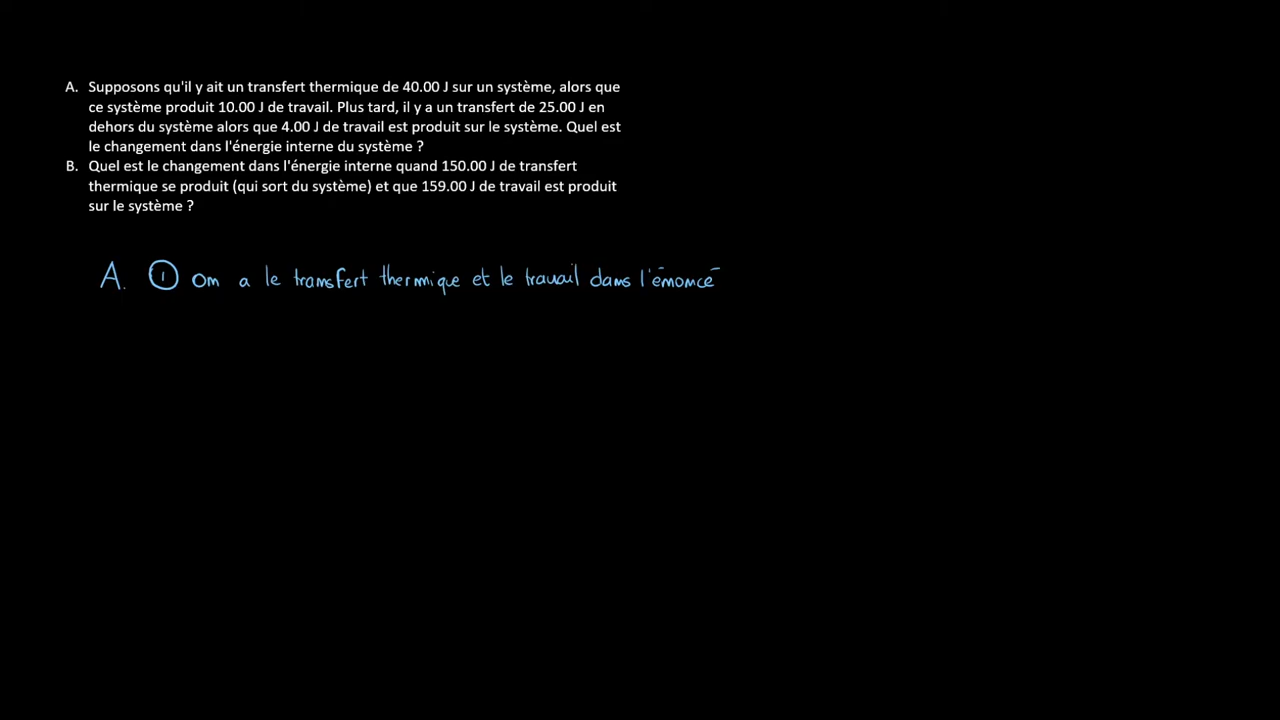 A. Supposons qu'il y ait un transfert thermique de 40.00 J sur un système, alors que
ce système produit 10.00 J de travail. Plus tard, il y a un transfert de 25.00 J en
dehors du système alors que 4.00 J de travail est produit sur le système. Quel est
le changement dans l'énergie interne du système ?
B. Quel est le changement dans l'énergie interne quand 150.00 J de transfert
thermique se produit (qui sort du système) et que 159.00 J de travail est produit
sur le système ?
A. ① On a le transfert thermique et le travail dans l'énoncé